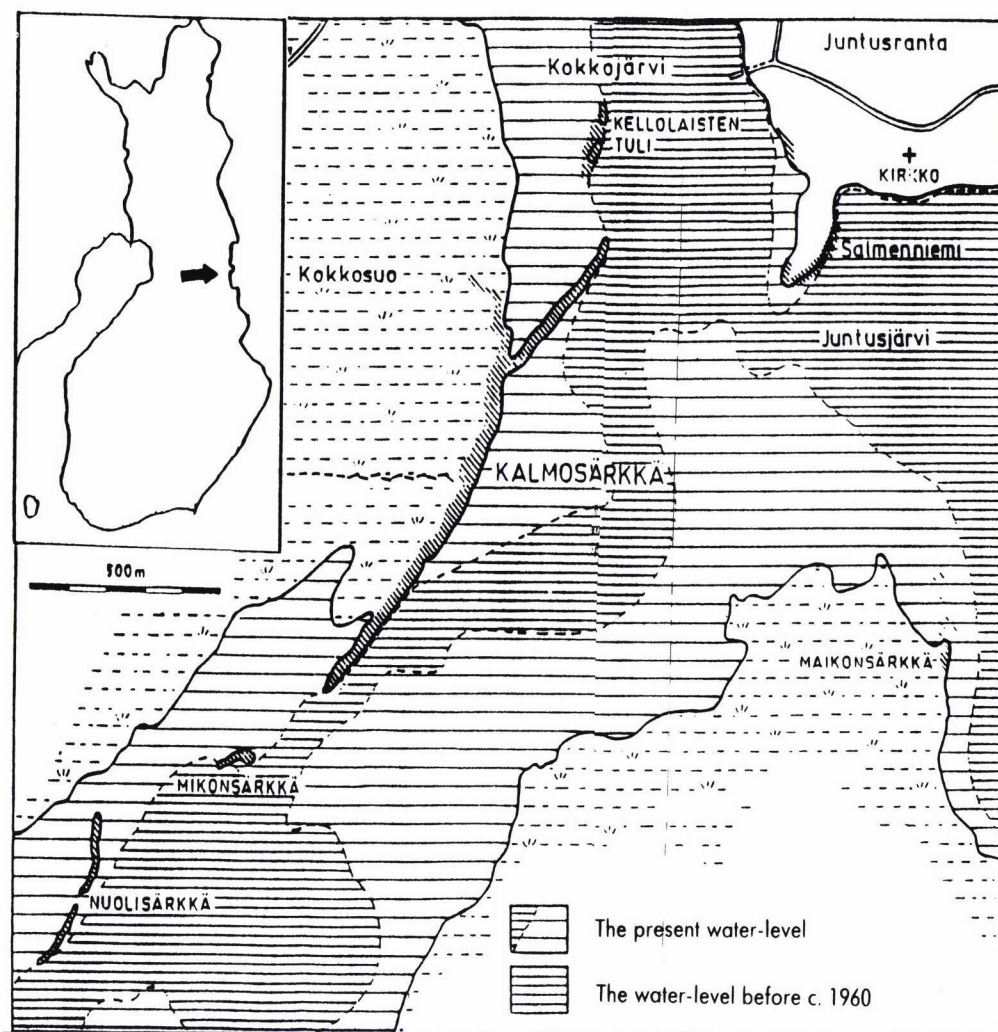 Juntusranta
Kokkojärvi
KELLOLAISTEN
TULI
KIRKKO
Salmenniemi
Kokkosuo
Juntusjärvi
KALMOSÄRKKÄ
500m
MAIKONSÄRKKÄ
MIKONSÄRKKÄ
NUOLISÄRKKÄ
The present water-level
The water-level before c. 1960